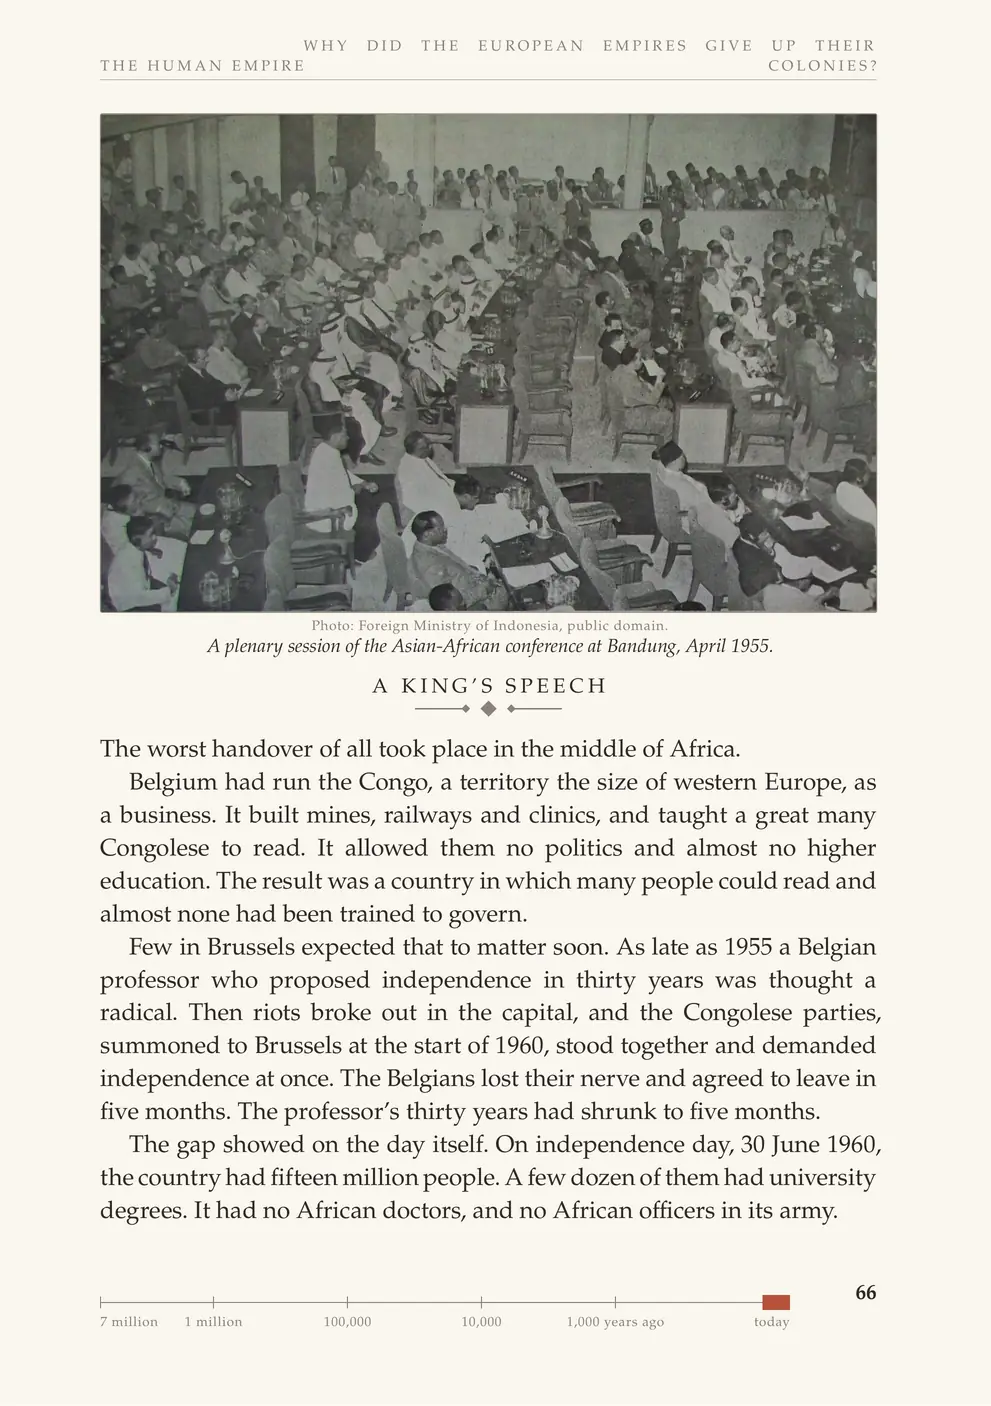 WHY DID THE EUROPEAN EMPIRES GIVE UP THEIR
THE HUMAN EMPIRE COLONIES?
Photo: Foreign Ministry of Indonesia, public domain.
A plenary session of the Asian-African conference at Bandung, April 1955.
A KING’S SPEECH
The worst handover of all took place in the middle of Africa.
Belgium had run the Congo, a territory the size of western Europe, as
a business. It built mines, railways and clinics, and taught a great many
Congolese to read. It allowed them no politics and almost no higher
education. The result was a country in which many people could read and
almost none had been trained to govern.
Few in Brussels expected that to matter soon. As late as 1955 a Belgian
professor who proposed independence in thirty years was thought a
radical. Then riots broke out in the capital, and the Congolese parties,
summoned to Brussels at the start of 1960, stood together and demanded
independence at once. The Belgians lost their nerve and agreed to leave in
five months. The professor’s thirty years had shrunk to five months.
The gap showed on the day itself. On independence day, 30 June 1960,
the country had fifteen million people. A few dozen of them had university
degrees. It had no African doctors, and no African officers in its army.
66
7 million 1 million 100,000 10,000 1,000 years ago today